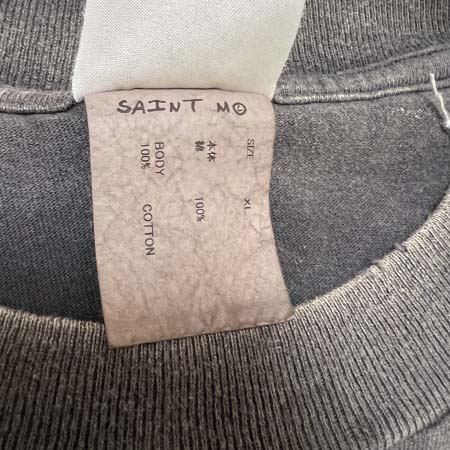 SAINT M©
SIZE XL
本体
綿 100%
BODY
100% COTTON